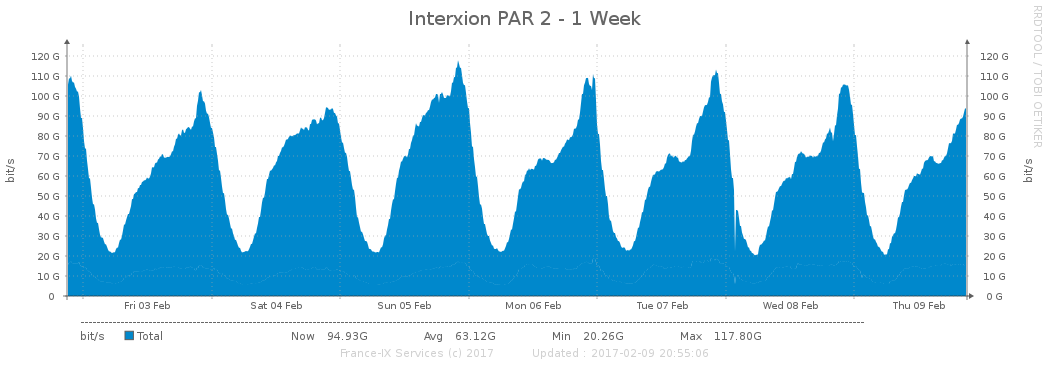 Interxion PAR 2 - 1 Week
RRDTOOL / TOBI OETIKER
bit/s
bit/s
120 G 120 G
110 G 110 G
100 G 100 G
90 G 90 G
80 G 80 G
70 G 70 G
60 G 60 G
50 G 50 G
40 G 40 G
30 G 30 G
20 G 20 G
10 G 10 G
0 0 G
Fri 03 Feb Sat 04 Feb Sun 05 Feb Mon 06 Feb Tue 07 Feb Wed 08 Feb Thu 09 Feb
bit/s Total Now 94.93G Avg 63.12G Min 20.26G Max 117.80G
France-IX Services (c) 2017 Updated : 2017-02-09 20:55:06